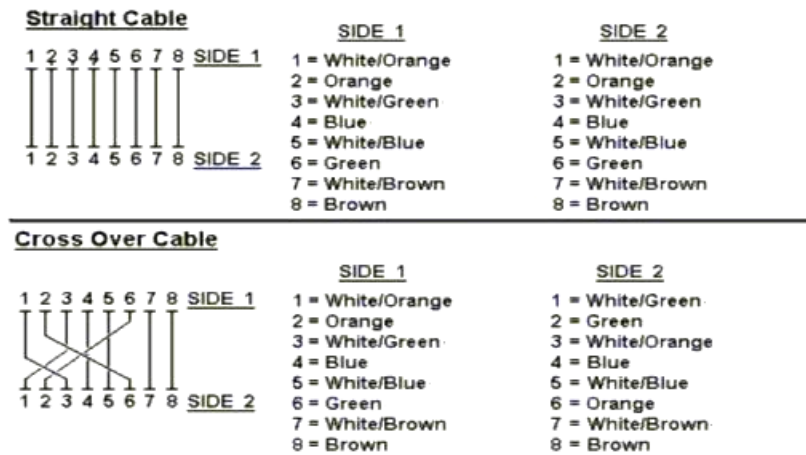 Straight Cable
1 2 3 4 5 6 7 8 SIDE 1
1 2 3 4 5 6 7 8 SIDE 2
SIDE 1
1 = White/Orange
2 = Orange
3 = White/Green
4 = Blue
5 = White/Blue
6 = Green
7 = White/Brown
8 = Brown
SIDE 2
1 = White/Orange
2 = Orange
3 = White/Green
4 = Blue
5 = White/Blue
6 = Green
7 = White/Brown
8 = Brown
Cross Over Cable
1 2 3 4 5 6 7 8 SIDE 1
1 2 3 4 5 6 7 8 SIDE 2
SIDE 1
1 = White/Orange
2 = Orange
3 = White/Green
4 = Blue
5 = White/Blue
6 = Green
7 = White/Brown
8 = Brown
SIDE 2
1 = White/Green
2 = Green
3 = White/Orange
4 = Blue
5 = White/Blue
6 = Orange
7 = White/Brown
8 = Brown